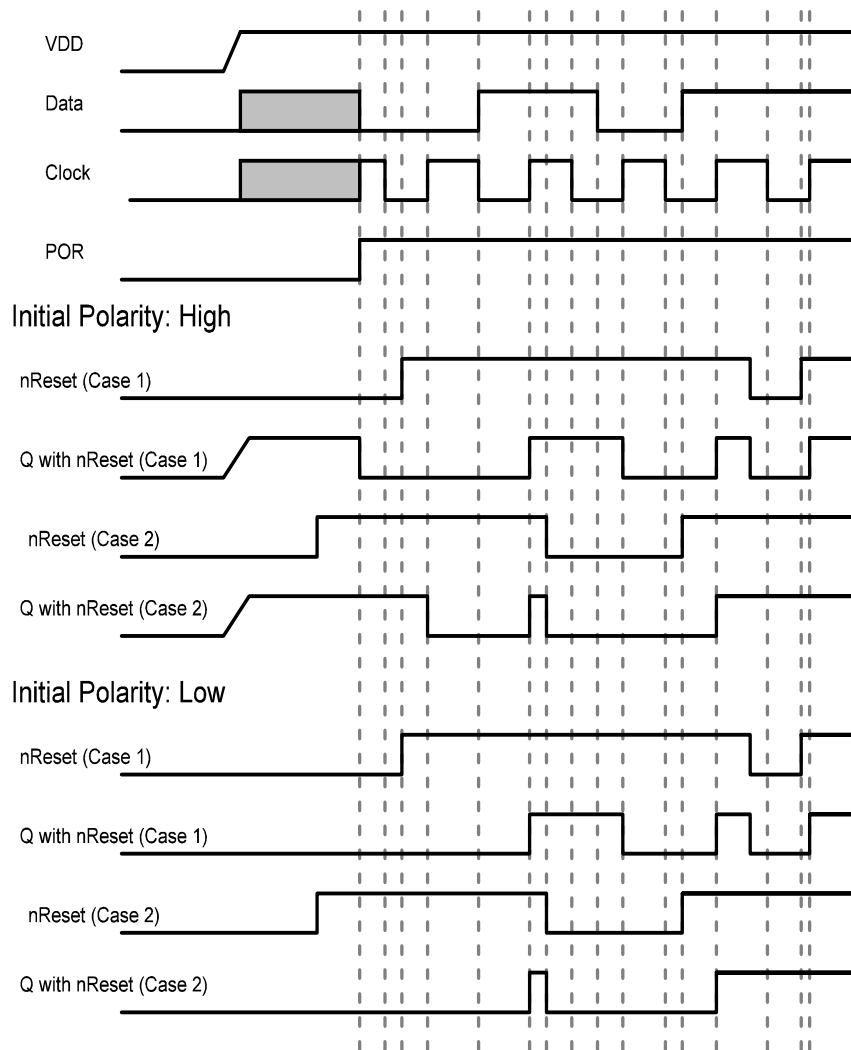 VDD
Data
Clock
POR
Initial Polarity: High
nReset (Case 1)
Q with nReset (Case 1)
nReset (Case 2)
Q with nReset (Case 2)
Initial Polarity: Low
nReset (Case 1)
Q with nReset (Case 1)
nReset (Case 2)
Q with nReset (Case 2)